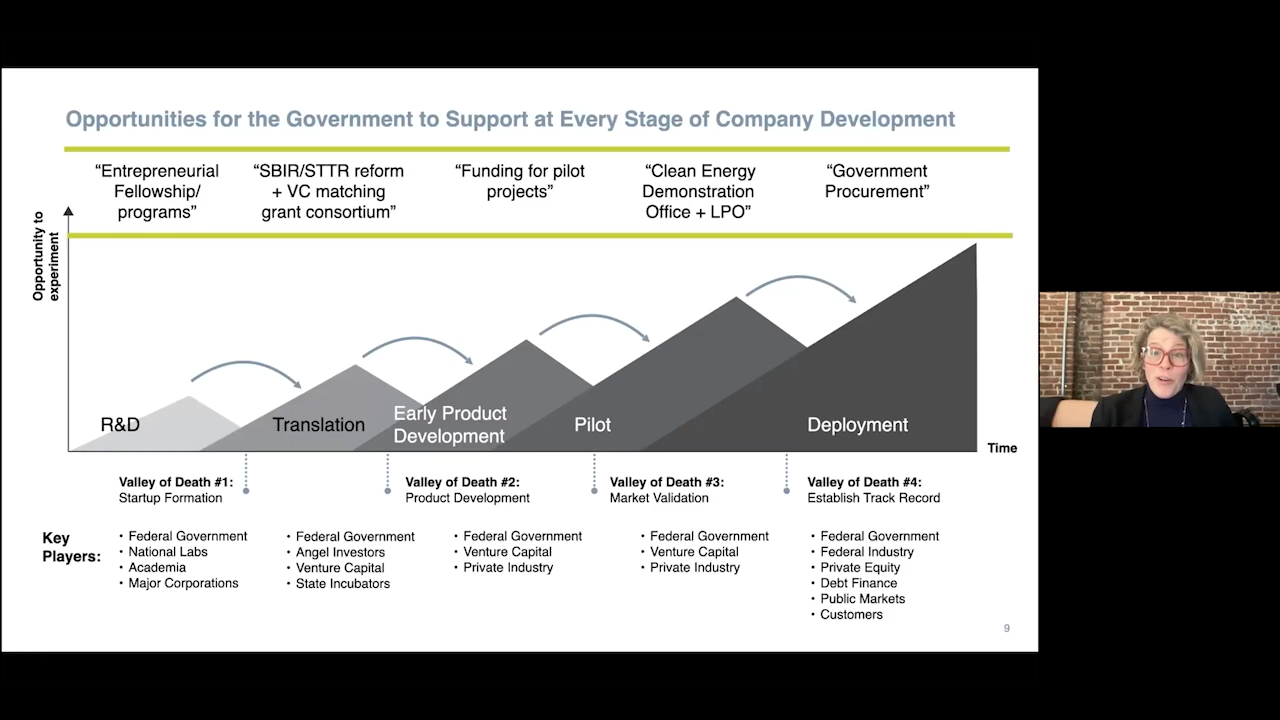 Opportunities for the Government to Support at Every Stage of Company Development
“Entrepreneurial
Fellowship/
programs”
“SBIR/STTR reform
+ VC matching
grant consortium”
“Funding for pilot
projects”
“Clean Energy
Demonstration
Office + LPO”
“Government
Procurement”
Opportunity to
experiment
R&D
Translation
Early Product
Development
Pilot
Deployment
Time
Valley of Death #1:
Startup Formation
Valley of Death #2:
Product Development
Valley of Death #3:
Market Validation
Valley of Death #4:
Establish Track Record
Key
Players:
• Federal Government
• National Labs
• Academia
• Major Corporations
• Federal Government
• Angel Investors
• Venture Capital
• State Incubators
• Federal Government
• Venture Capital
• Private Industry
• Federal Government
• Venture Capital
• Private Industry
• Federal Government
• Federal Industry
• Private Equity
• Debt Finance
• Public Markets
• Customers
9